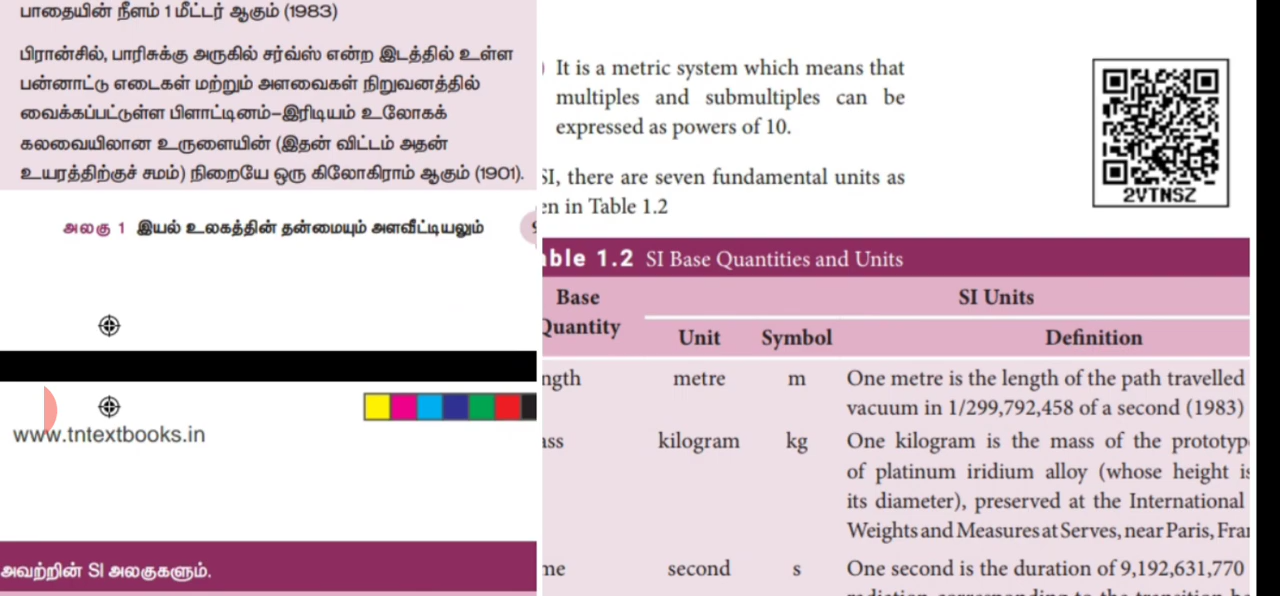 பாதையின் நீளம் 1 மீட்டர் ஆகும் (1983)
பிரான்சில், பாரிசுக்கு அருகில் சர்வ்ஸ் என்ற இடத்தில் உள்ள
பன்னாட்டு எடைகள் மற்றும் அளவைகள் நிறுவனத்தில்
வைக்கப்பட்டுள்ள பிளாட்டினம்–இரிடியம் உலோகக்
கலவையிலான உருளையின் (இதன் விட்டம் அதன்
உயரத்திற்குச் சமம்) நிறையே ஒரு கிலோகிராம் ஆகும் (1901).
அலகு 1 இயல் உலகத்தின் தன்மையும் அளவீட்டியலும்
www.tntextbooks.in
அவற்றின் SI அலகுகளும்.
It is a metric system which means that
multiples and submultiples can be
expressed as powers of 10.
SI, there are seven fundamental units as
en in Table 1.2
2VTNSZ
ble 1.2 SI Base Quantities and Units
Base
Quantity
SI Units
Unit Symbol Definition
ngth metre m One metre is the length of the path travelled
vacuum in 1/299,792,458 of a second (1983)
ass kilogram kg One kilogram is the mass of the prototyp
of platinum iridium alloy (whose height is
its diameter), preserved at the International
Weights and Measures at Serves, near Paris, Fra
me second s One second is the duration of 9,192,631,770